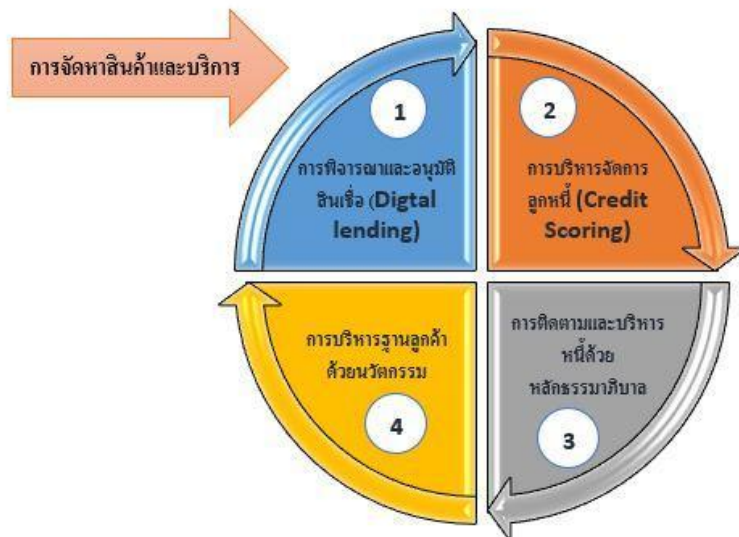 การจัดหาสินค้าและบริการ
1
การพิจารณาและอนุมัติ
สินเชื่อ (Digtal
lending)
2
การบริหารจัดการ
ลูกหนี้ (Credit
Scoring)
การติดตามและบริหาร
หนี้ด้วย
หลักธรรมาภิบาล
3
การบริหารฐานลูกค้า
ด้วยนวัตกรรม
4